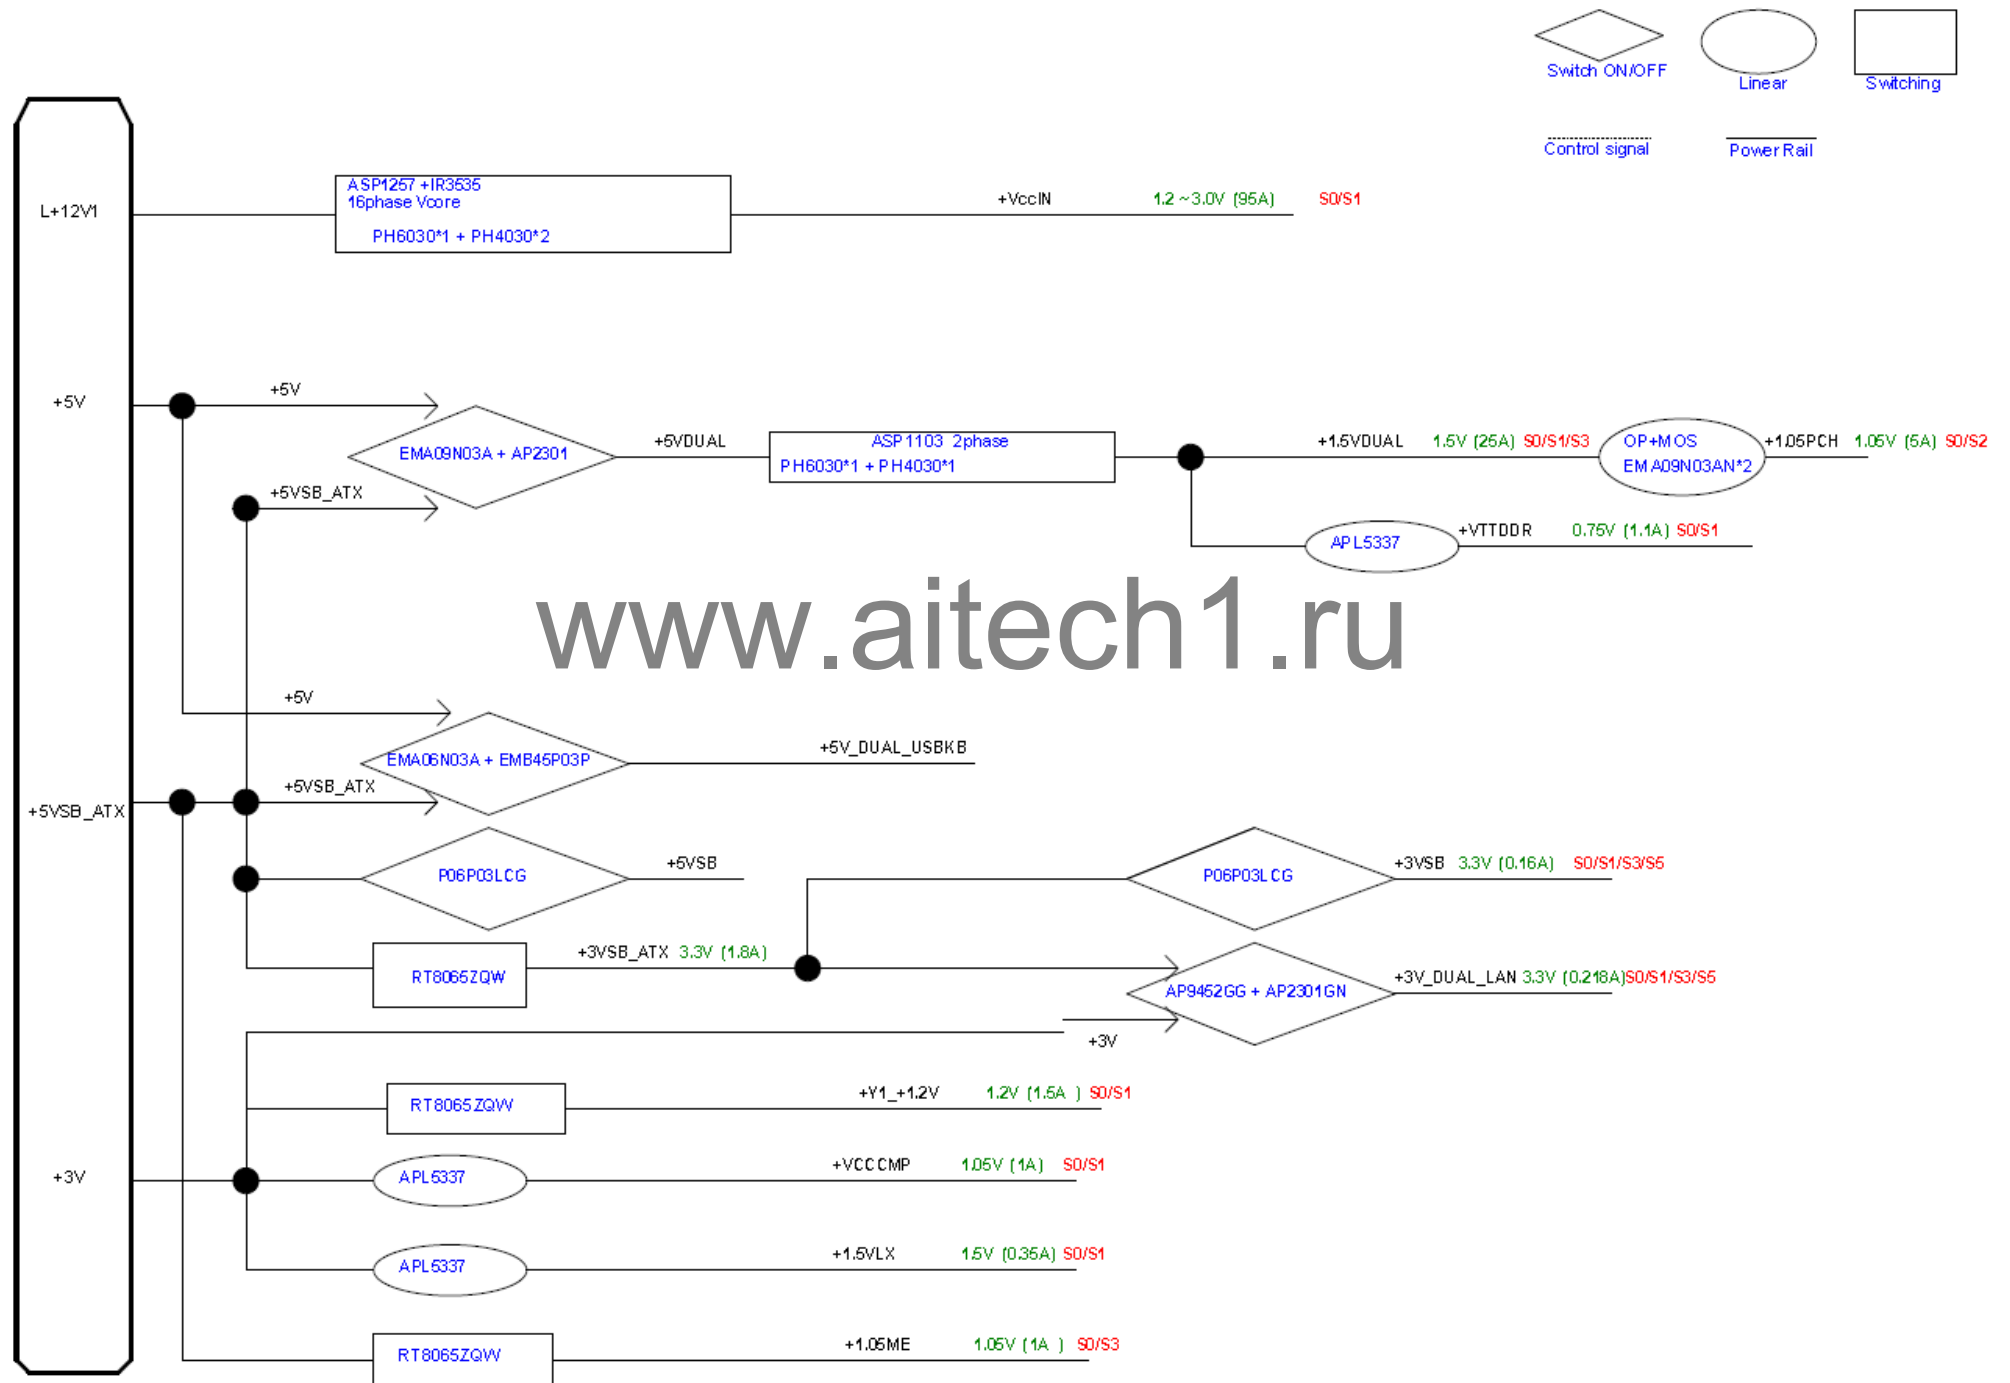 Switch ON/OFF
Linear
Switching
Control signal
Power Rail
L+12V1
ASP1257 +IR3535
16phase Vcore
PH6030*1 + PH4030*2
+VccIN 1.2 ~3.0V (95A) S0/S1
+5V
+5V
EMA09N03A + AP2301
+5VDUAL
ASP1103 2phase
PH6030*1 + PH4030*1
+1.5VDUAL 1.5V (25A) S0/S1/S3
OP+MOS
EMA09N03AN*2
+1.05PCH 1.05V (5A) S0/S2
+5VSB_ATX
APL5337
+VTTDDR 0.75V (1.1A) S0/S1
www.aitech1.ru
+5V
EMA06N03A + EMB45P03P
+5V_DUAL_USBKB
+5VSB_ATX
+5VSB_ATX
P06P03LCG
+5VSB
P06P03LCG
+3VSB 3.3V (0.16A) S0/S1/S3/S5
RT8065ZQW
+3VSB_ATX 3.3V (1.8A)
AP9452GG + AP2301GN
+3V_DUAL_LAN 3.3V (0.218A)S0/S1/S3/S5
+3V
RT8065ZQW
+Y1_+1.2V 1.2V (1.5A ) S0/S1
+3V
APL5337
+VCCCMP 1.05V (1A) S0/S1
APL5337
+1.5VLX 1.5V (0.35A) S0/S1
RT8065ZQW
+1.05ME 1.05V (1A ) S0/S3